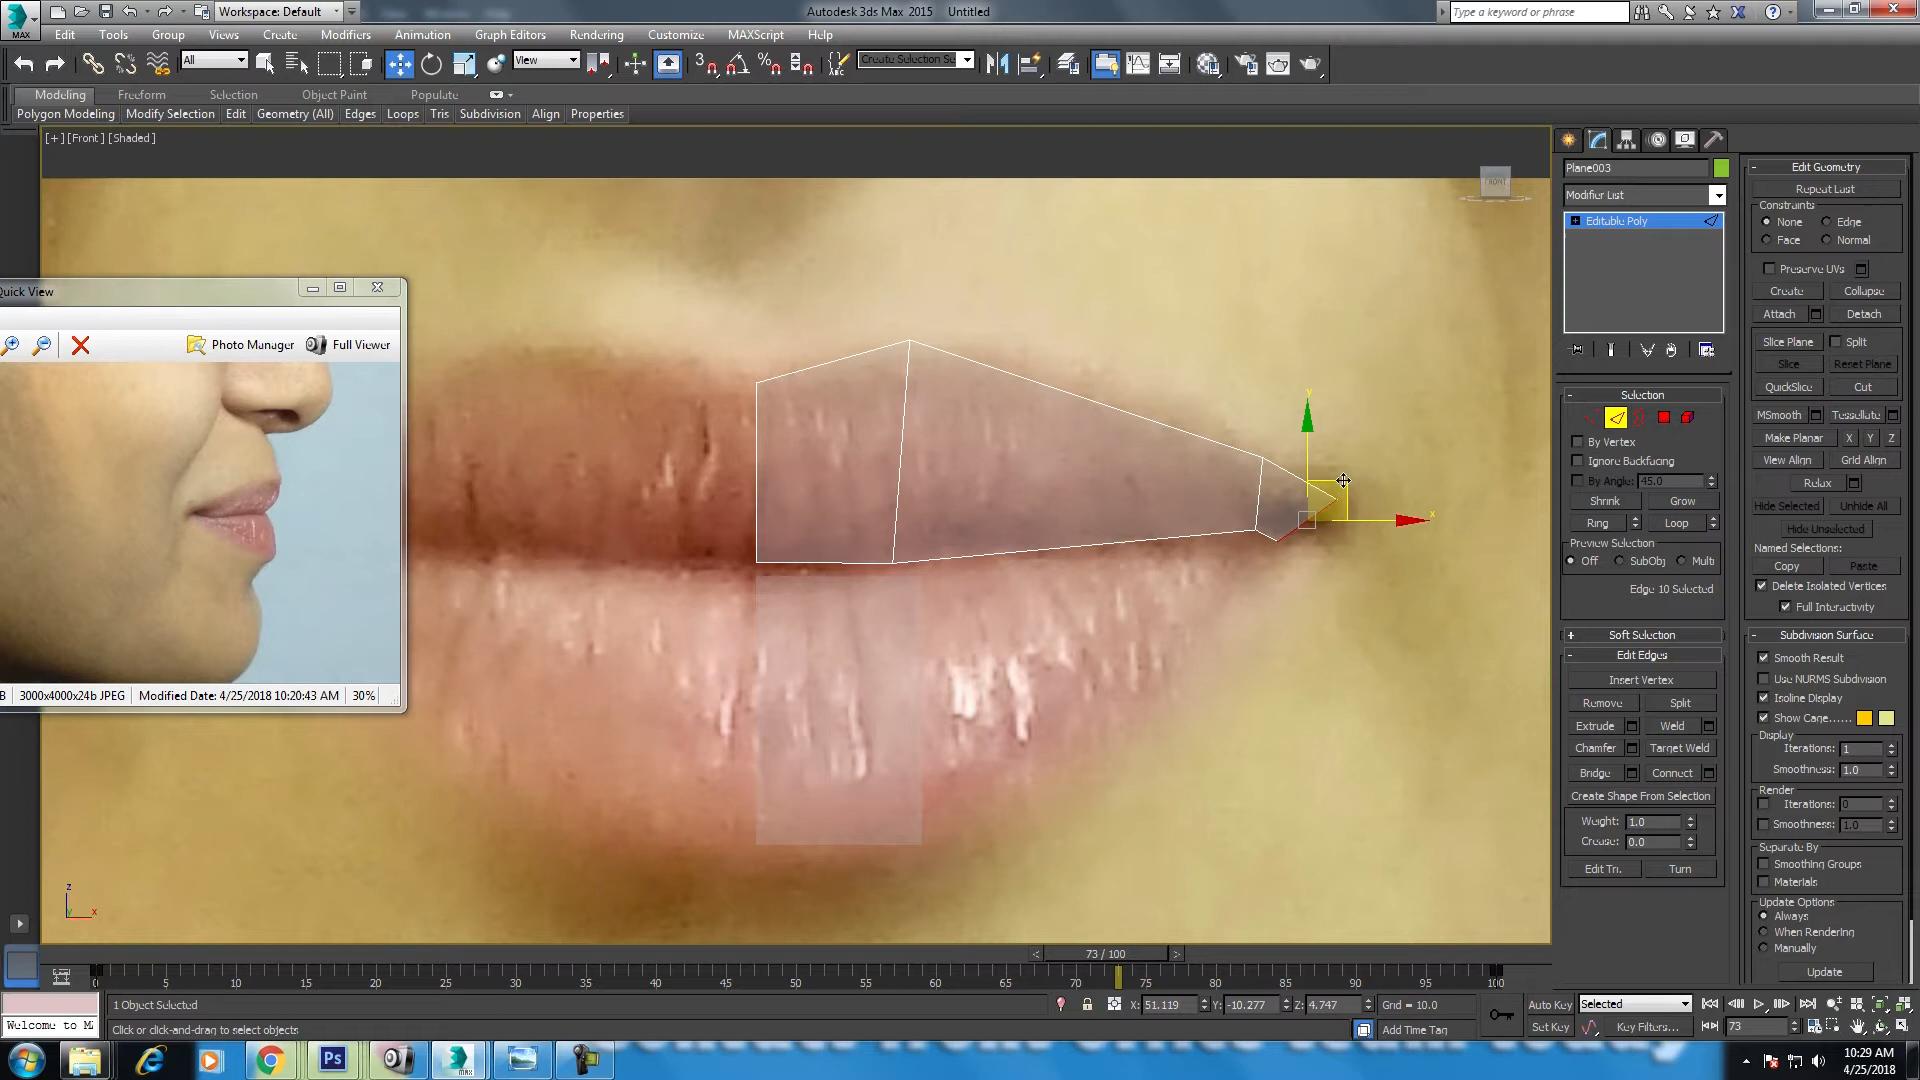 Workspace: Default
Autodesk 3ds Max 2015 Untitled
Type a keyword or phrase
MAX
Edit Tools Group Views Create Modifiers Animation Graph Editors Rendering Customize MAXScript Help
All View Create Selection Se
Modeling Freeform Selection Object Paint Populate
Polygon Modeling Modify Selection Edit Geometry (All) Edges Loops Tris Subdivision Align Properties
[+] [Front] [Shaded]
FRONT
Quick View
Photo Manager Full Viewer
B 3000x4000x24b JPEG Modified Date: 4/25/2018 10:20:43 AM 30%
y
x
z
y x
Plane003
Modifier List
Editable Poly
Selection
By Vertex
Ignore Backfacing
By Angle: 45.0
Shrink Grow
Ring Loop
Preview Selection
Off SubObj Multi
Edge 10 Selected
Soft Selection
Edit Edges
Insert Vertex
Remove Split
Extrude Weld
Chamfer Target Weld
Bridge Connect
Create Shape From Selection
Weight: 1.0
Crease: 0.0
Edit Tri. Turn
Edit Geometry
Repeat Last
Constraints
None Edge
Face Normal
Preserve UVs
Create Collapse
Attach Detach
Slice Plane Split
Slice Reset Plane
QuickSlice Cut
MSmooth Tessellate
Make Planar X Y Z
View Align Grid Align
Relax
Hide Selected Unhide All
Hide Unselected
Named Selections:
Copy Paste
Delete Isolated Vertices
Full Interactivity
Subdivision Surface
Smooth Result
Use NURMS Subdivision
Isoline Display
Show Cage......
Display
Iterations: 1
Smoothness: 1.0
Render
Iterations: 0
Smoothness: 1.0
Separate By
Smoothing Groups
Materials
Update Options
Always
When Rendering
Manually
Update
< 73 / 100 >
0 5 10 15 20 25 30 35 40 45 50 55 60 65 70 75 80 85 90 95 100
1 Object Selected X: 51.119 Y: -10.277 Z: 4.747 Grid = 10.0 Auto Key Selected
Welcome to MA Click or click-and-drag to select objects Add Time Tag Set Key Key Filters... 73
Ps
MAX
10:29 AM
4/25/2018